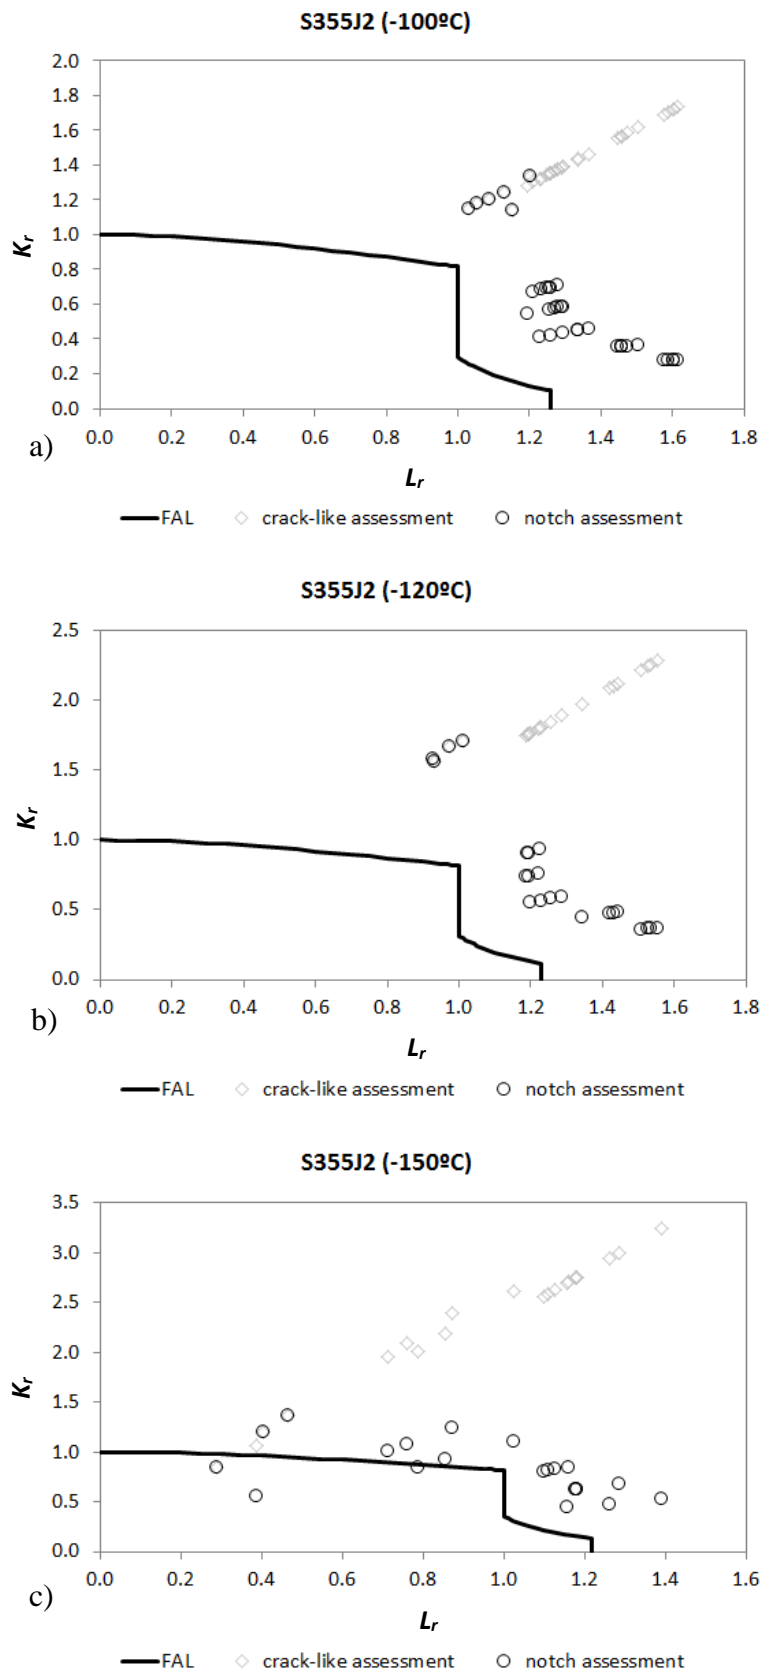 S355J2 (-100ºC)
2.0
1.8
1.6
1.4
1.2
1.0
0.8
0.6
0.4
0.2
0.0
Kr
0.0 0.2 0.4 0.6 0.8 1.0 1.2 1.4 1.6 1.8
a)
Lr
FAL crack-like assessment notch assessment
S355J2 (-120ºC)
2.5
2.0
1.5
1.0
0.5
0.0
Kr
0.0 0.2 0.4 0.6 0.8 1.0 1.2 1.4 1.6 1.8
b)
Lr
FAL crack-like assessment notch assessment
S355J2 (-150ºC)
3.5
3.0
2.5
2.0
1.5
1.0
0.5
0.0
Kr
0.0 0.2 0.4 0.6 0.8 1.0 1.2 1.4 1.6
c)
Lr
FAL crack-like assessment notch assessment